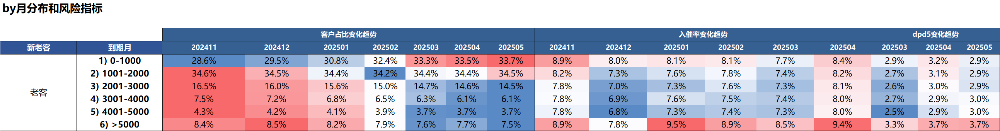 by月分布和风险指标
客户占比变化趋势 入催率变化趋势 dpd5变化趋势
新老客 到期月 202411 202412 202501 202502 202503 202504 202505 202411 202412 202501 202502 202503 202504 202503 202504 202505
1) 0-1000 28.6% 29.5% 30.8% 32.4% 33.3% 33.5% 33.7% 8.9% 8.0% 8.1% 8.1% 7.7% 8.4% 2.9% 3.2% 2.9%
2) 1001-2000 34.6% 34.5% 34.4% 34.2% 34.4% 34.4% 34.5% 8.2% 7.3% 7.6% 7.8% 7.4% 8.2% 2.7% 3.1% 2.9%
3) 2001-3000 16.5% 16.0% 15.6% 15.0% 14.7% 14.6% 14.5% 7.8% 7.0% 7.3% 7.6% 7.3% 8.1% 2.6% 3.0% 2.9%
老客
4) 3001-4000 7.5% 7.2% 6.8% 6.5% 6.3% 6.1% 6.1% 7.8% 6.9% 7.6% 7.5% 7.4% 8.0% 2.7% 2.9% 3.0%
5) 4001-5000 4.3% 4.2% 4.1% 3.9% 3.7% 3.7% 3.7% 7.8% 6.8% 7.3% 7.4% 7.3% 8.0% 2.5% 2.9% 3.0%
6) >5000 8.4% 8.5% 8.2% 7.9% 7.6% 7.7% 7.5% 8.9% 7.8% 9.5% 8.9% 8.5% 9.4% 3.3% 3.7% 3.7%